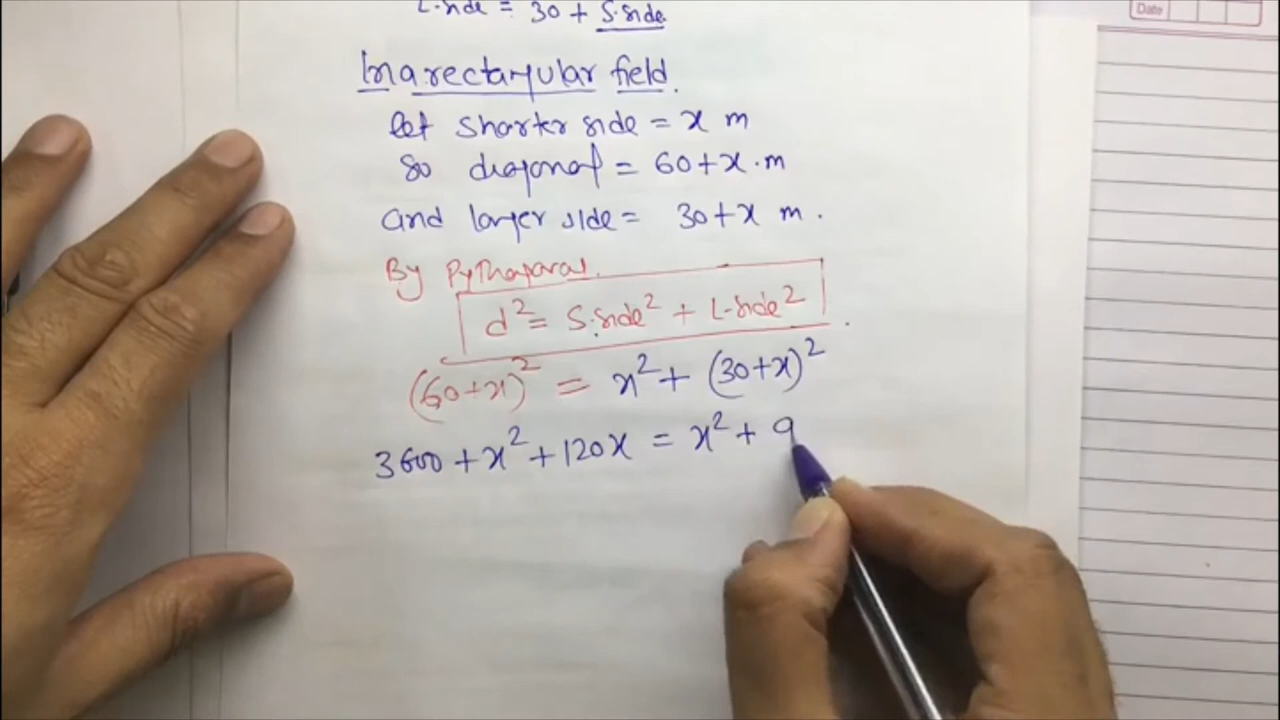 L.side = 30 + S.side
Date
In a rectangular field.
let shorter side = x m
So diagonal = 60+x.m
and larger side = 30+x m.
By Pythagoras.
d² = S.side² + L.side²
(60+x)² = x² + (30+x)²
3600 + x² + 120x = x² + 9